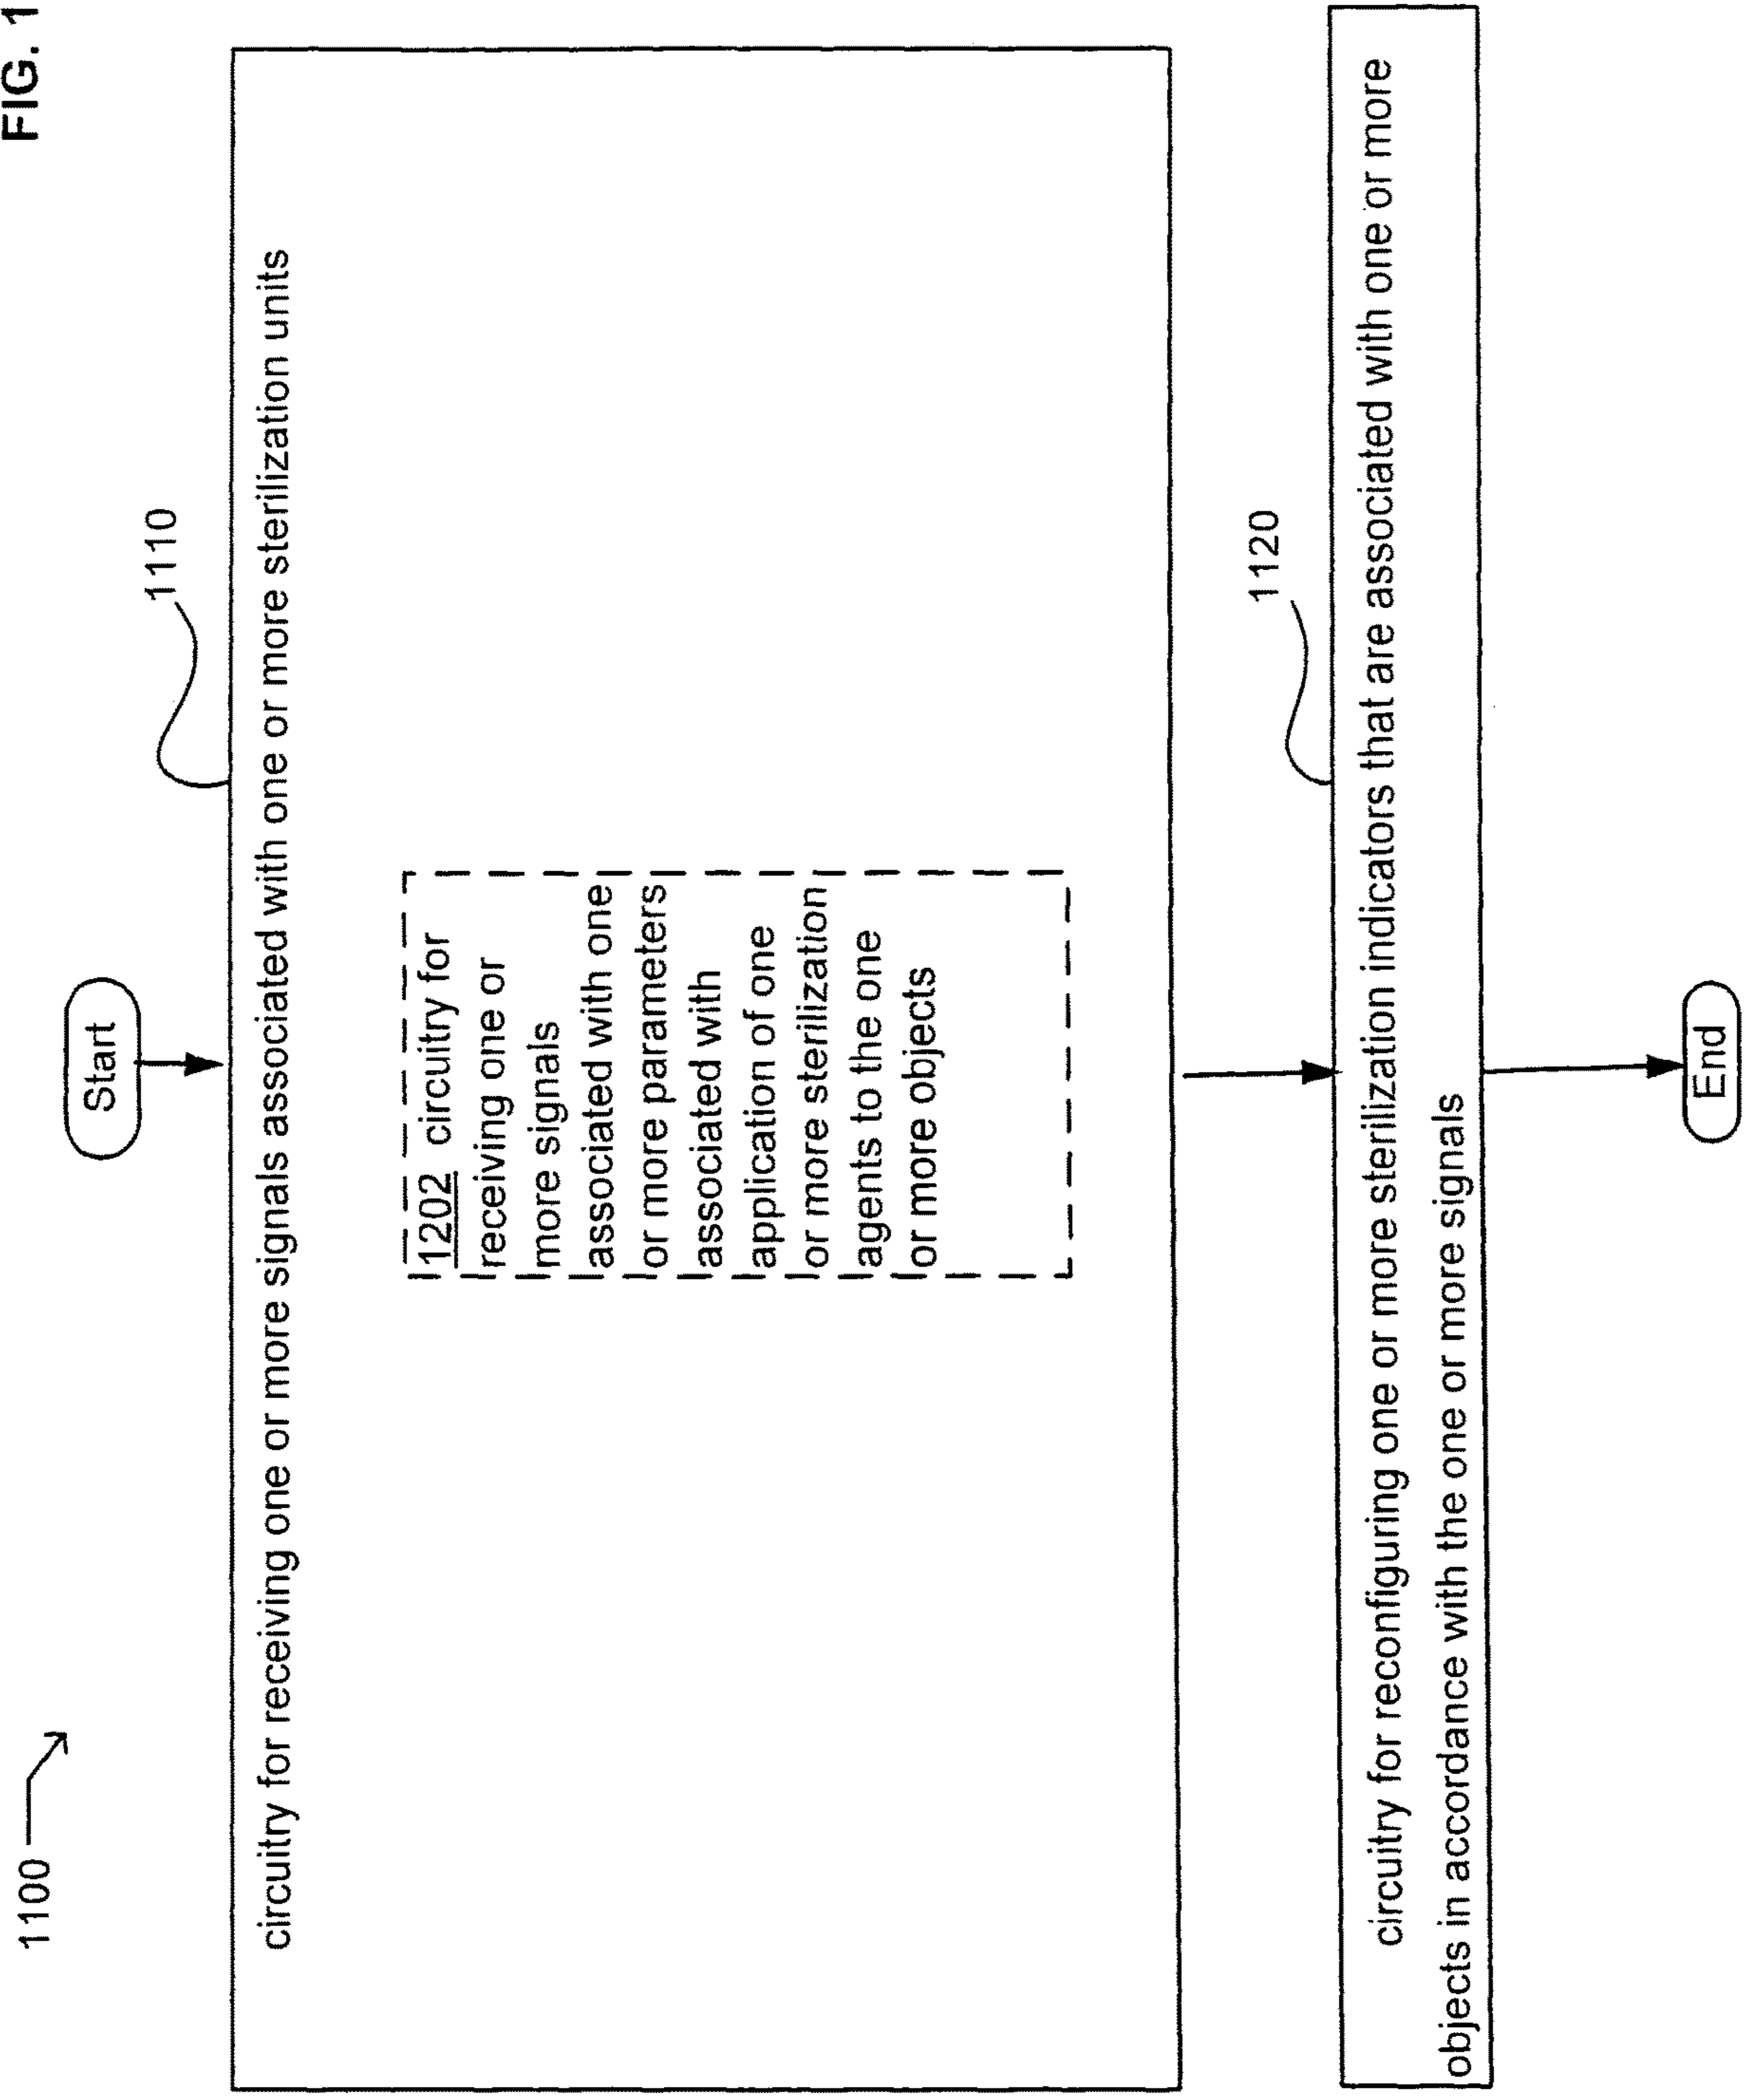 FIG. 1
1100
Start
1110
circuitry for receiving one or more signals associated with one or more sterilization units
1202 circuitry for
receiving one or
more signals
associated with one
or more parameters
associated with
application of one
or more sterilization
agents to the one
or more objects
1120
circuitry for reconfiguring one or more sterilization indicators that are associated with one or more
objects in accordance with the one or more signals
End